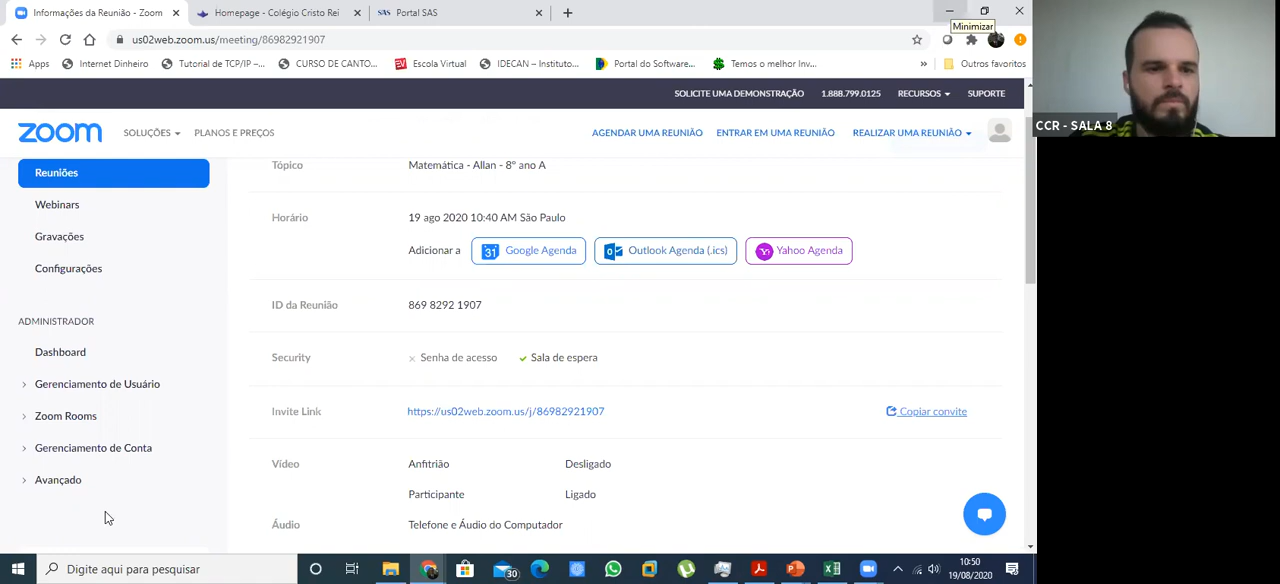 Informações da Reunião - Zoom
Homepage - Colégio Cristo Rei
SAS Portal SAS
Minimizar
us02web.zoom.us/meeting/86982921907
Apps
Internet Dinheiro
Tutorial de TCP/IP –...
CURSO DE CANTO...
Escola Virtual
IDECAN – Instituto...
Portal do Software...
Temos o melhor Inv...
»
Outros favoritos
SOLICITE UMA DEMONSTRAÇÃO
1.888.799.0125
RECURSOS
SUPORTE
CCR - SALA 8
zoom
SOLUÇÕES
PLANOS E PREÇOS
AGENDAR UMA REUNIÃO
ENTRAR EM UMA REUNIÃO
REALIZAR UMA REUNIÃO
Reuniões
Webinars
Gravações
Configurações
ADMINISTRADOR
Dashboard
Gerenciamento de Usuário
Zoom Rooms
Gerenciamento de Conta
Avançado
Tópico
Matemática - Allan - 8º ano A
Horário
19 ago 2020 10:40 AM São Paulo
Adicionar a
31 Google Agenda
Outlook Agenda (.ics)
Yahoo Agenda
ID da Reunião
869 8292 1907
Security
Senha de acesso
Sala de espera
Invite Link
https://us02web.zoom.us/j/86982921907
Copiar convite
Vídeo
Anfitrião
Desligado
Participante
Ligado
Áudio
Telefone e Áudio do Computador
Digite aqui para pesquisar
30
10:50
19/08/2020